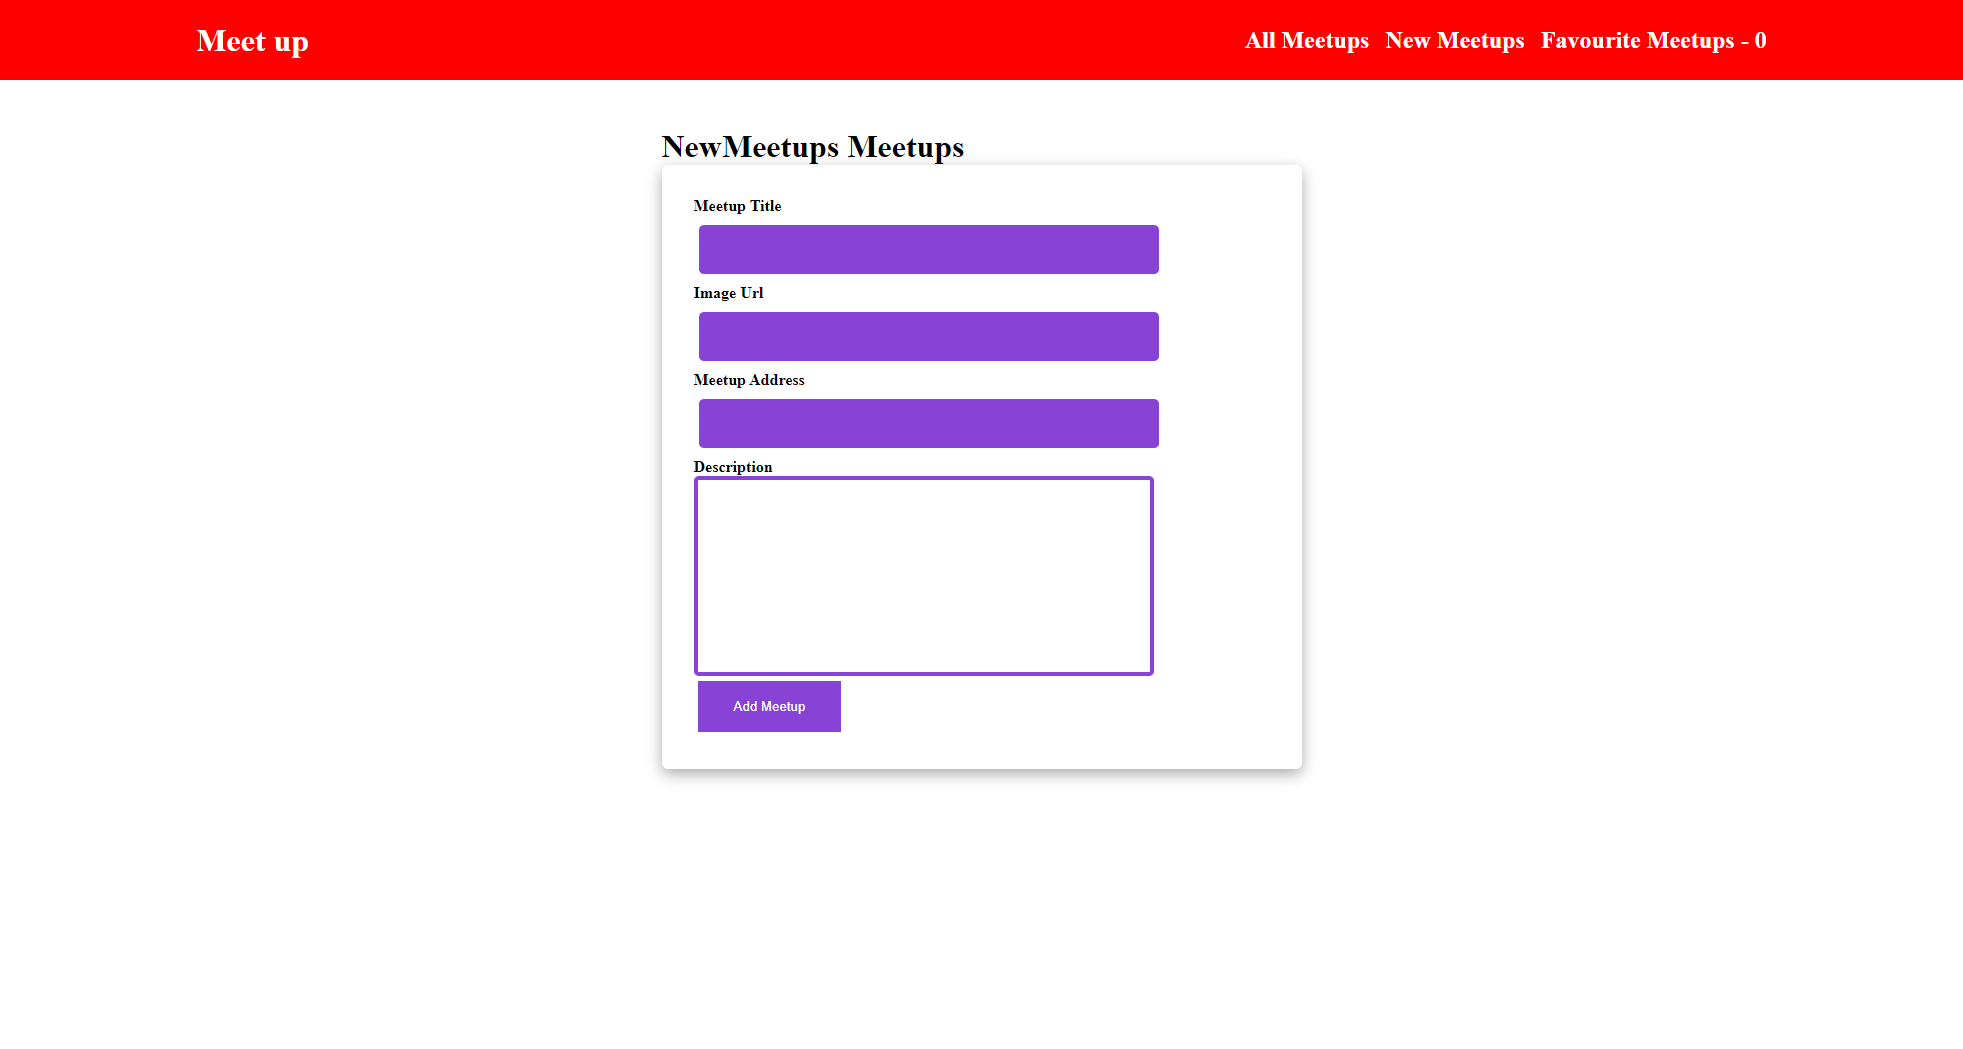 Meet up
All Meetups New Meetups Favourite Meetups - 0
NewMeetups Meetups
Meetup Title
Image Url
Meetup Address
Description
Add Meetup